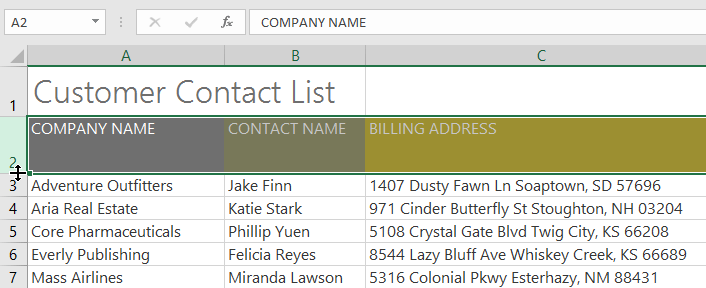 A2 fx COMPANY NAME
A B C
1 Customer Contact List
2 COMPANY NAME CONTACT NAME BILLING ADDRESS
3 Adventure Outfitters Jake Finn 1407 Dusty Fawn Ln Soaptown, SD 57696
4 Aria Real Estate Katie Stark 971 Cinder Butterfly St Stoughton, NH 03204
5 Core Pharmaceuticals Phillip Yuen 5108 Crystal Gate Blvd Twig City, KS 66208
6 Everly Publishing Felicia Reyes 8544 Lazy Bluff Ave Whiskey Creek, KS 66689
7 Mass Airlines Miranda Lawson 5316 Colonial Pkwy Esterhazy, NM 88431